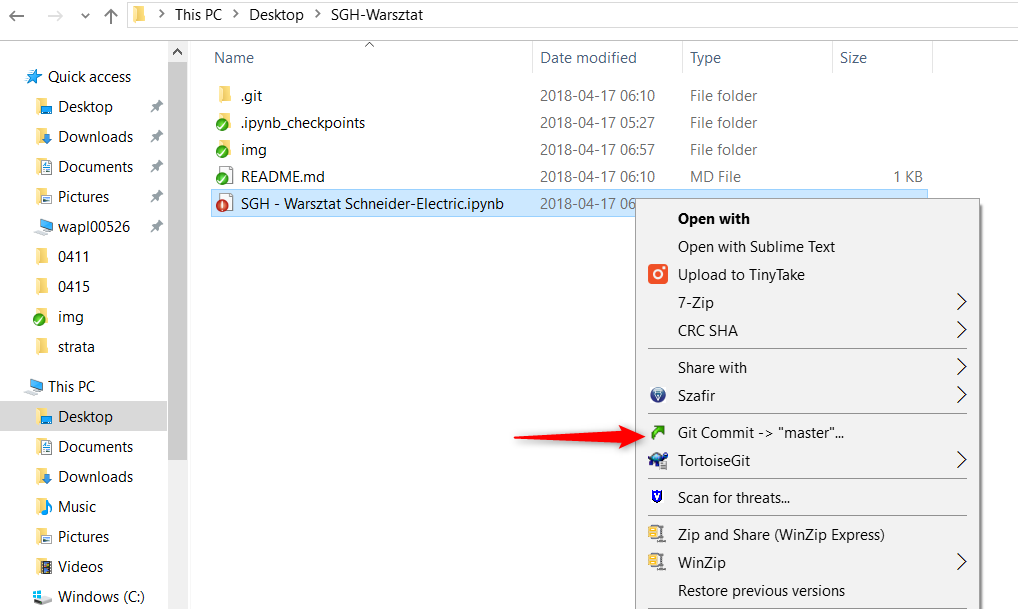 This PC > Desktop > SGH-Warsztat
Name Date modified Type Size
Quick access
Desktop
Downloads
Documents
Pictures
wapl00526
0411
0415
img
strata
This PC
Desktop
Documents
Downloads
Music
Pictures
Videos
Windows (C:)
.git 2018-04-17 06:10 File folder
.ipynb_checkpoints 2018-04-17 05:27 File folder
img 2018-04-17 06:57 File folder
README.md 2018-04-17 06:10 MD File 1 KB
SGH - Warsztat Schneider-Electric.ipynb 2018-04-17 06
Open with
Open with Sublime Text
Upload to TinyTake
7-Zip
CRC SHA
Share with
Szafir
Git Commit -> "master"...
TortoiseGit
Scan for threats...
Zip and Share (WinZip Express)
WinZip
Restore previous versions